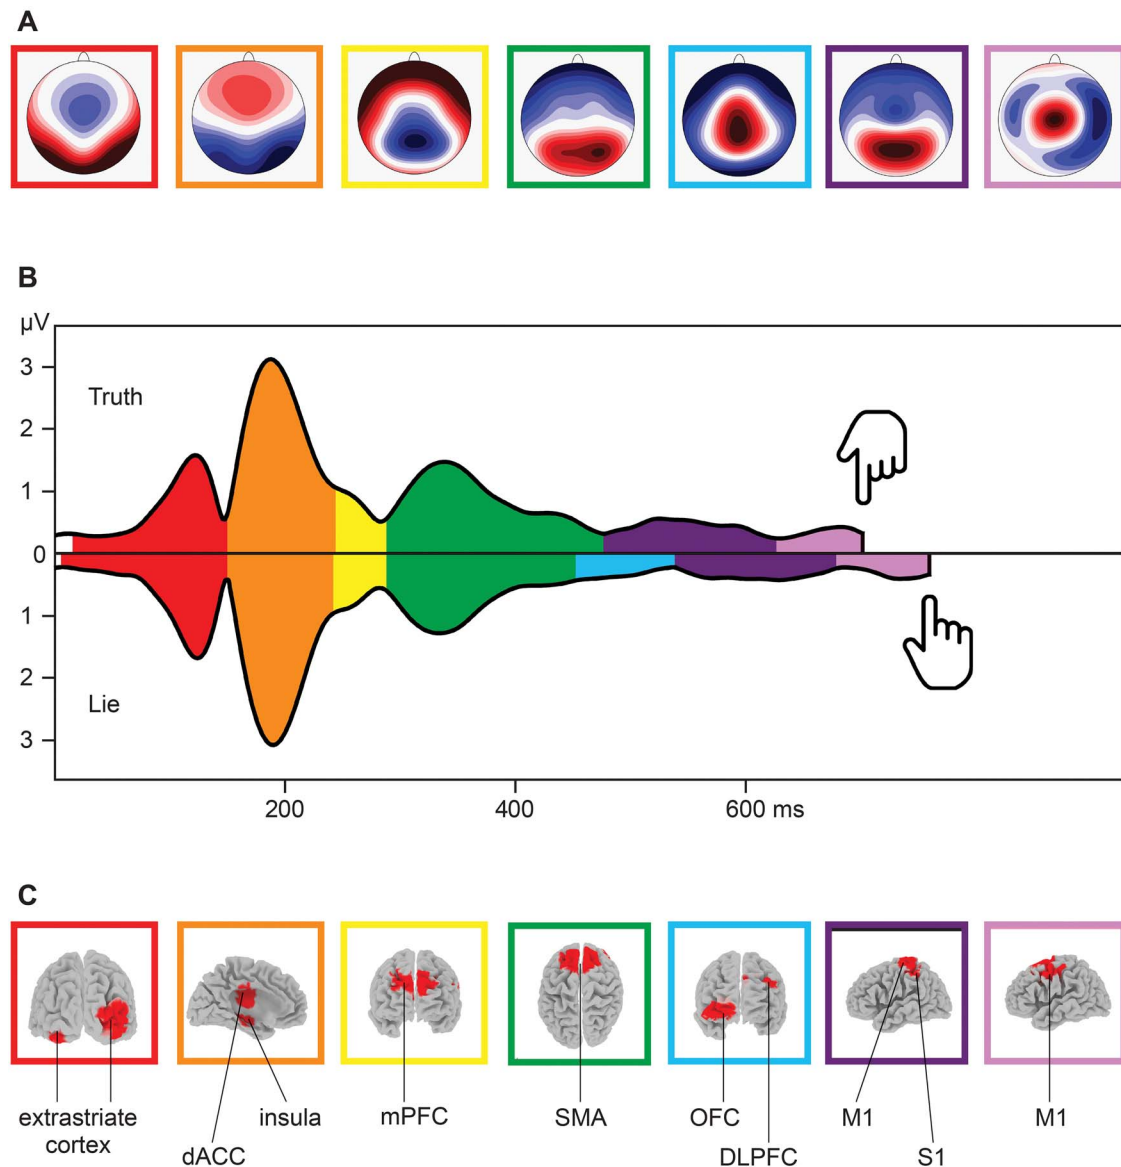 A
B
µV
3
Truth
2
1
0
1
2
Lie
3
200 400 600 ms
C
extrastriate
cortex
dACC
insula
mPFC
SMA
OFC
DLPFC
M1
S1
M1